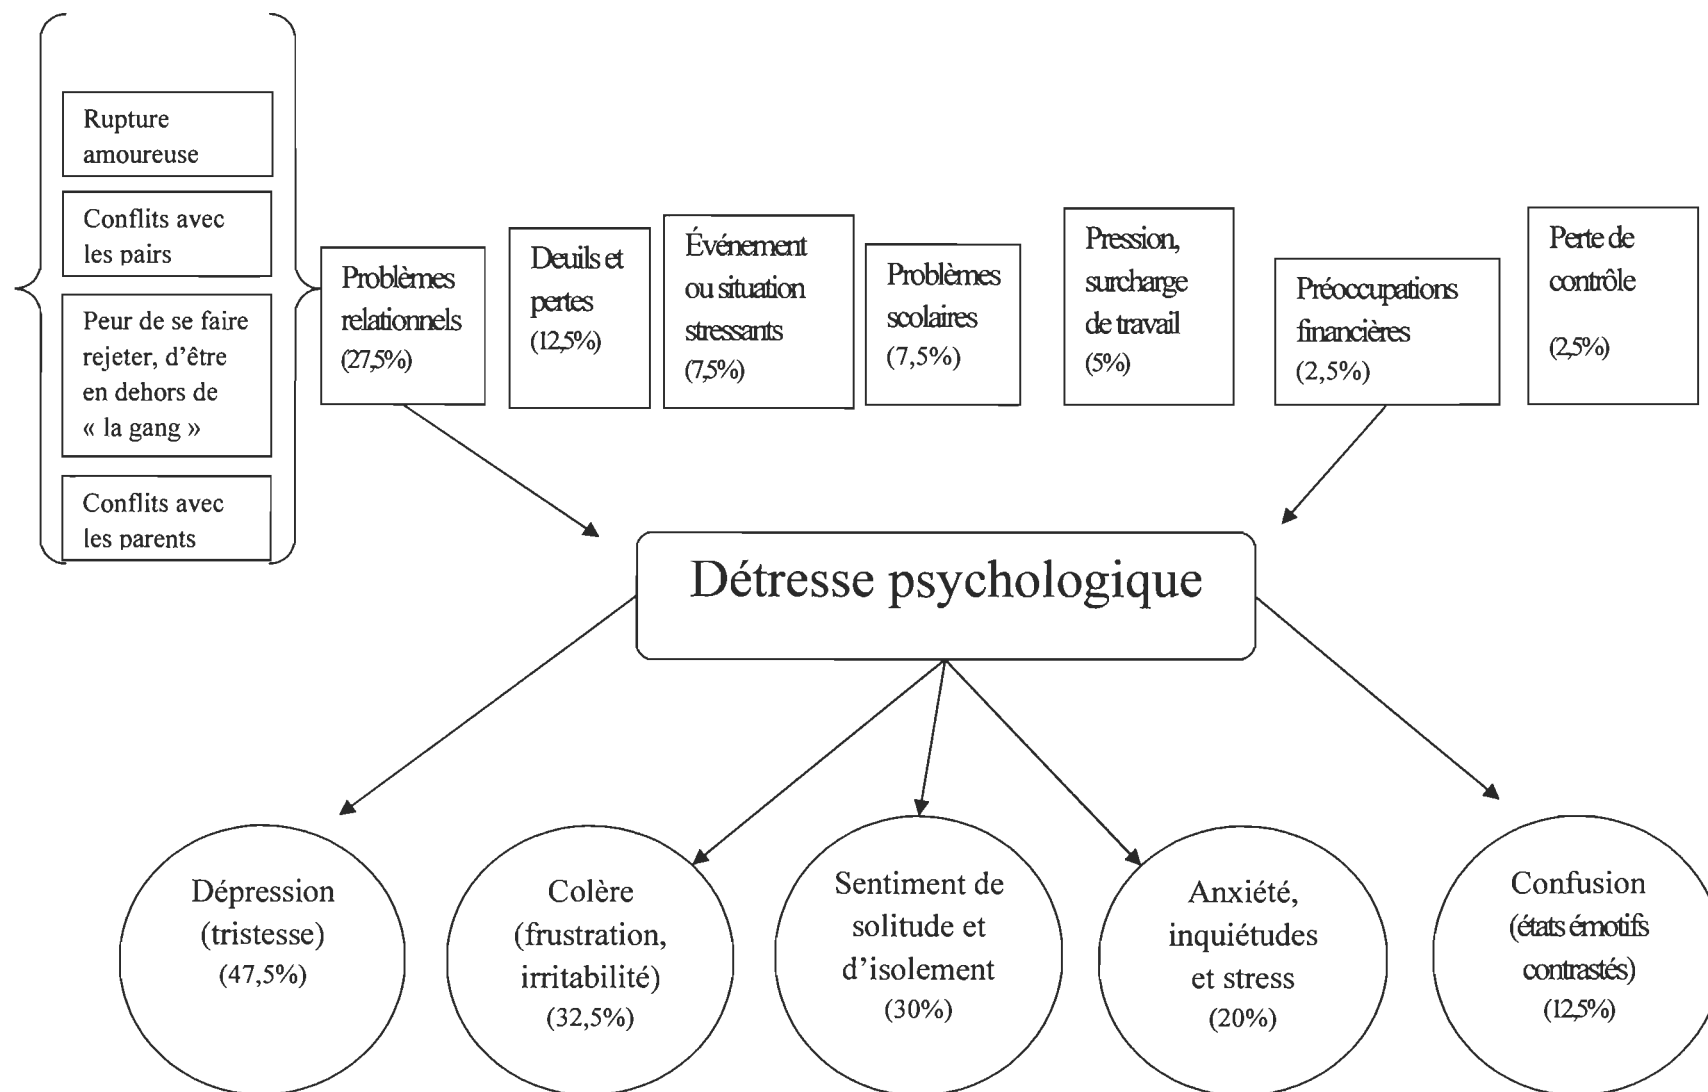 Rupture
amoureuse
Conflits avec
les pairs
Peur de se faire
rejeter, d'être
en dehors de
« la gang »
Conflits avec
les parents
Problèmes
relationnels
(27,5%)
Deuils et
pertes
(12,5%)
Événement
ou situation
stressants
(7,5%)
Problèmes
scolaires
(7,5%)
Pression,
surcharge
de travail
(5%)
Préoccupations
financières
(2,5%)
Perte de
contrôle
(2,5%)
Détresse psychologique
Dépression
(tristesse)
(47,5%)
Colère
(frustration,
irritabilité)
(32,5%)
Sentiment de
solitude et
d'isolement
(30%)
Anxiété,
inquiétudes
et stress
(20%)
Confusion
(états émotifs
contrastés)
(12,5%)